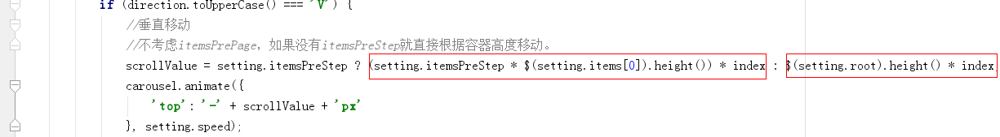 if (direction.toUpperCase() === 'V') {
//垂直移动
//不考虑itemsPrePage，如果没有itemsPreStep就直接根据容器高度移动。
scrollValue = setting.itemsPreStep ? (setting.itemsPreStep * $(setting.items[0]).height()) * index : $(setting.root).height() * index;
carousel.animate({
'top': '-' + scrollValue + 'px'
}, setting.speed);